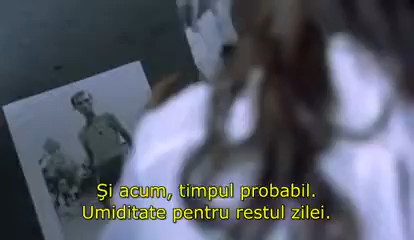 Şi acum, timpul probabil.
Umiditate pentru restul zilei.